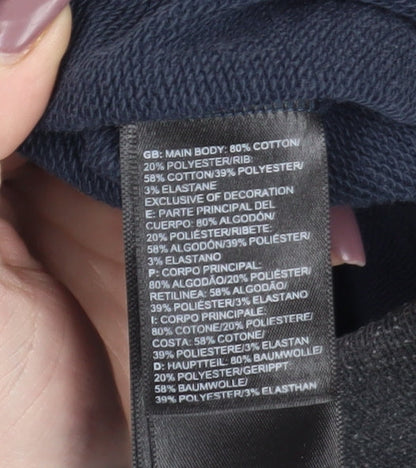 GB: MAIN BODY: 80% COTTON/
20% POLYESTER/RIB:
58% COTTON/39% POLYESTER/
3% ELASTANE
EXCLUSIVE OF DECORATION
E: PARTE PRINCIPAL DEL
CUERPO: 80% ALGODÓN/
20% POLIÉSTER/RIBETE:
58% ALGODÓN/39% POLIÉSTER/
3% ELASTANO
P: CORPO PRINCIPAL:
80% ALGODÃO/20% POLIÉSTER/
RETILÍNEA: 58% ALGODÃO/
39% POLIÉSTER/3% ELASTANO
I: CORPO PRINCIPALE:
80% COTONE/20% POLIESTERE/
COSTA: 58% COTONE/
39% POLIESTERE/3% ELASTAN
D: HAUPTTEIL: 80% BAUMWOLLE/
20% POLYESTER/GERIPPT
58% BAUMWOLLE/
39% POLYESTER/3% ELASTHAN